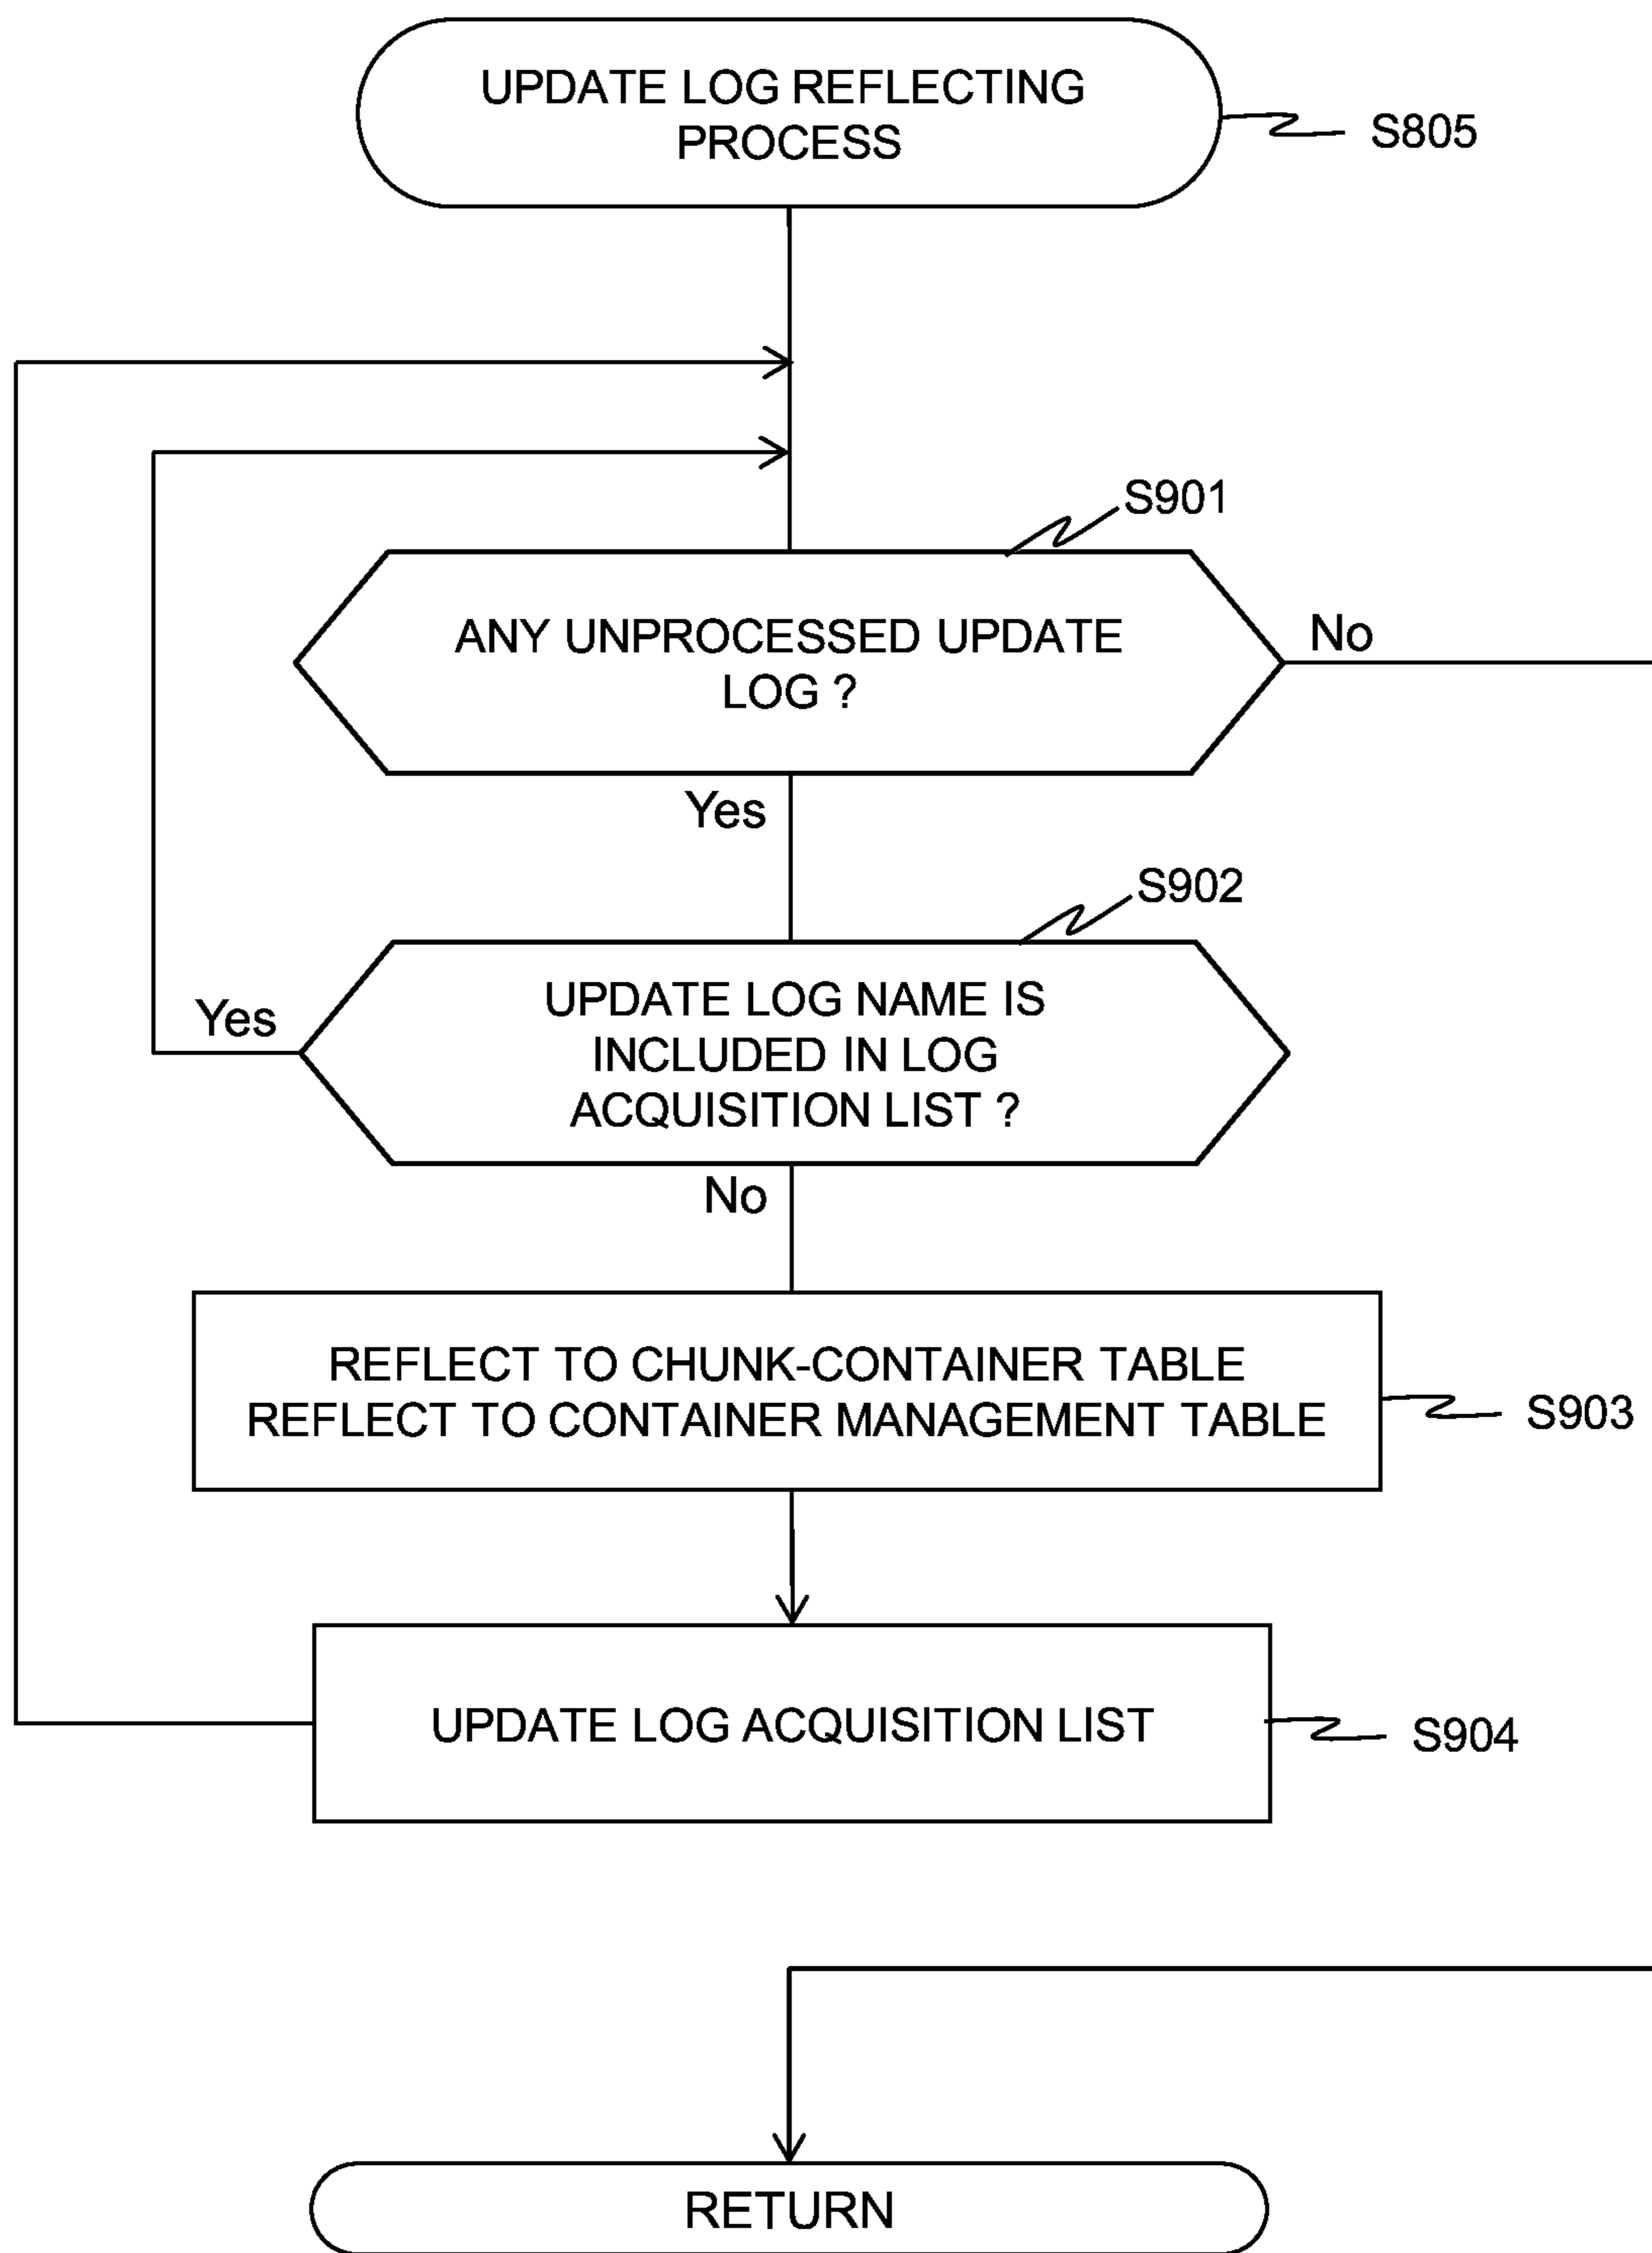 UPDATE LOG REFLECTING
PROCESS
S805
S901
ANY UNPROCESSED UPDATE
LOG ?
No
Yes
S902
UPDATE LOG NAME IS
INCLUDED IN LOG
ACQUISITION LIST ?
Yes
No
REFLECT TO CHUNK-CONTAINER TABLE
REFLECT TO CONTAINER MANAGEMENT TABLE
S903
UPDATE LOG ACQUISITION LIST
S904
RETURN